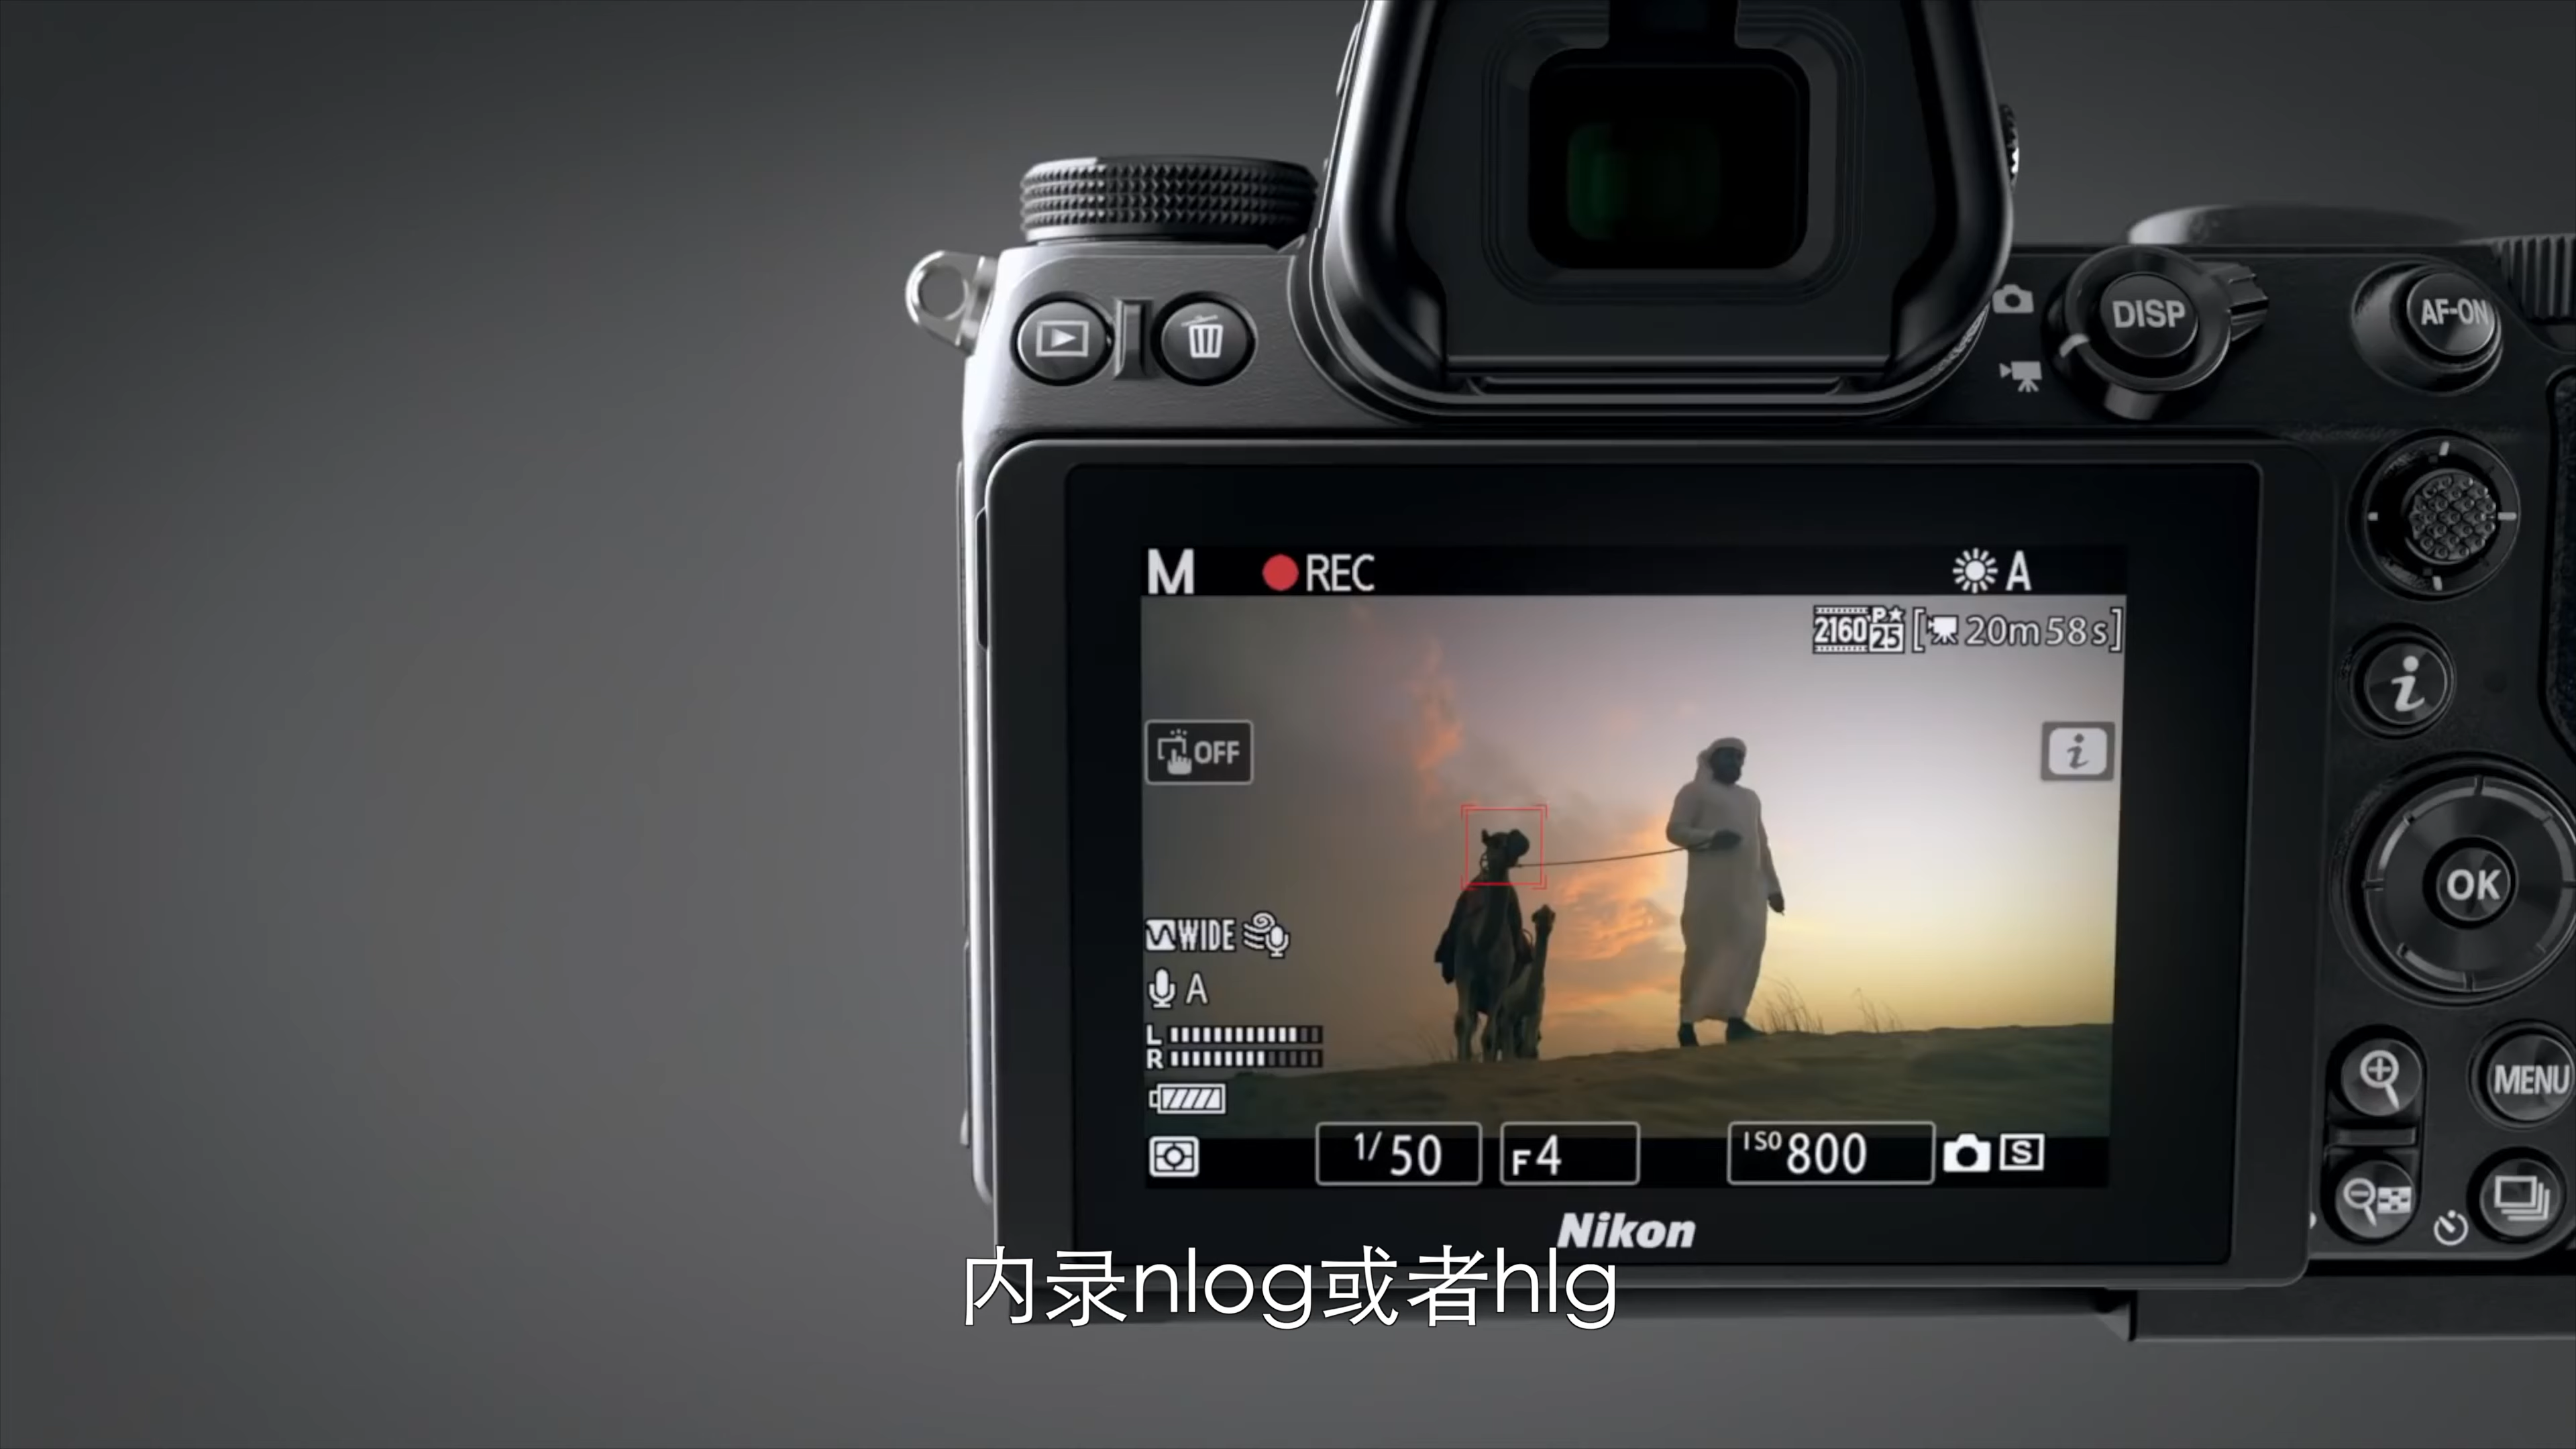 DISP
AF-ON
M REC A
2160 P★ 25 [20m58s]
i
OFF
i
WIDE
A
L
R
OK
MENU
1/50 F4 ISO800 S
Nikon
内录nlog或者hlg